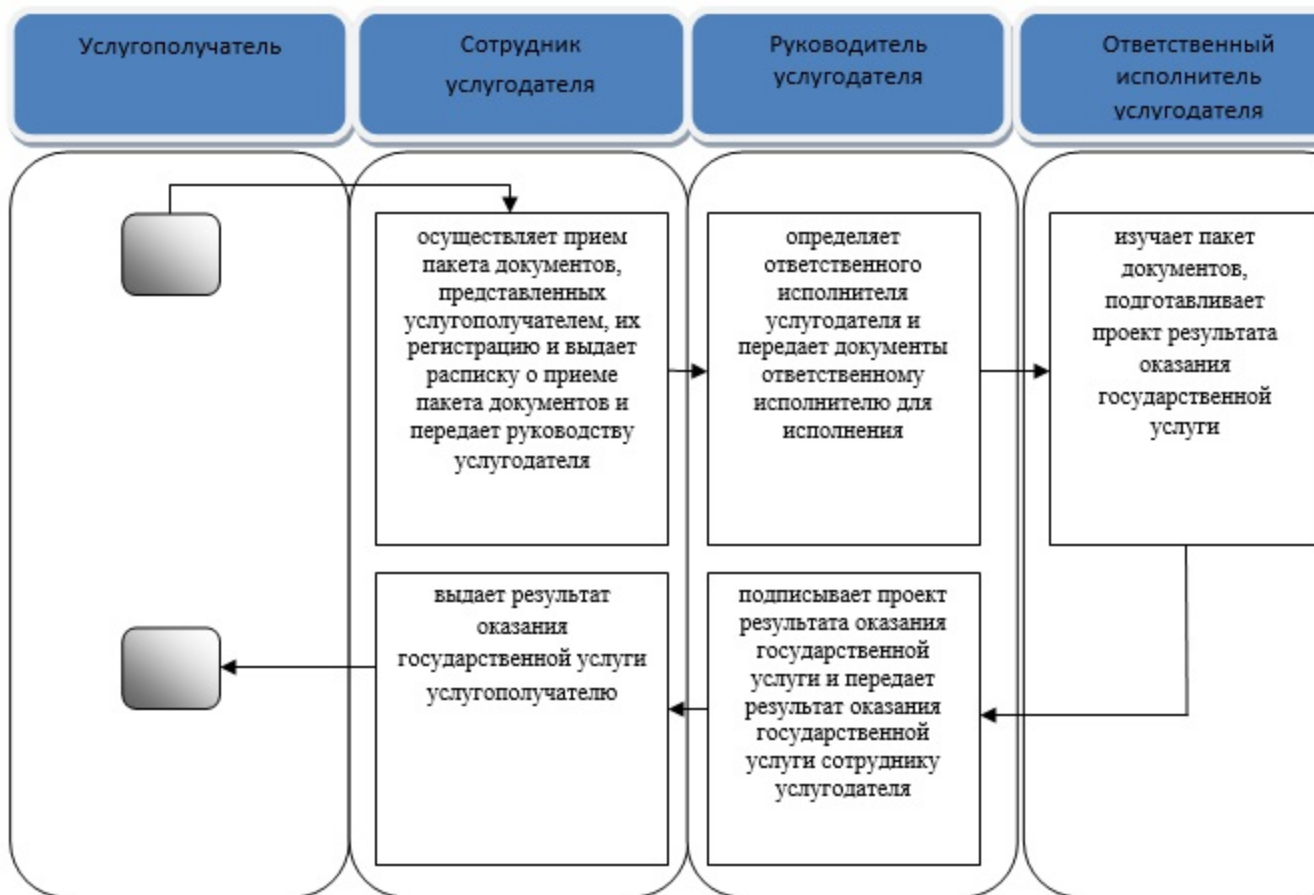 Услугополучатель
Сотрудник
услугодателя
Руководитель
услугодателя
Ответственный
исполнитель
услугодателя
осуществляет прием
пакета документов,
представленных
услугополучателем, их
регистрацию и выдает
расписку о приеме
пакета документов и
передает руководству
услугодателя
определяет
ответственного
исполнителя
услугодателя и
передает документы
ответственному
исполнителю для
исполнения
изучает пакет
документов,
подготавливает
проект результата
оказания
государственной
услуги
выдает результат
оказания
государственной услуги
услугополучателю
подписывает проект
результата оказания
государственной
услуги и передает
результат оказания
государственной
услуги сотруднику
услугодателя